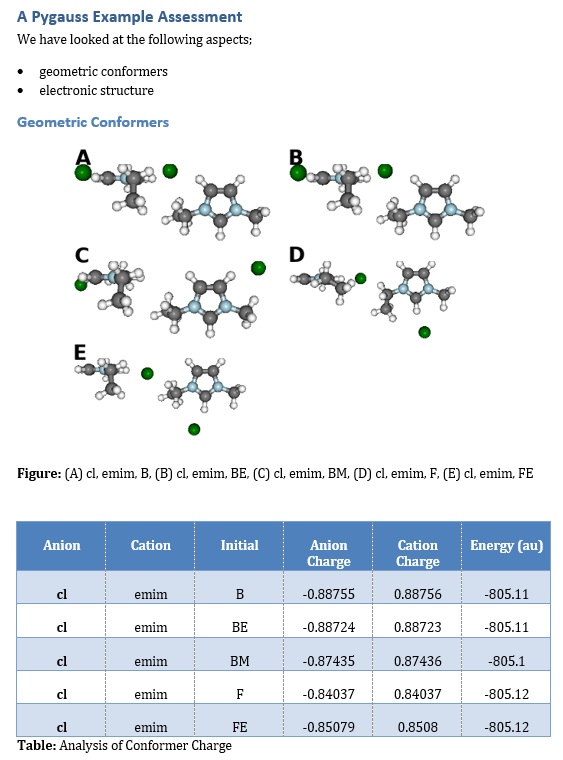 A Pygauss Example Assessment
We have looked at the following aspects;
• geometric conformers
• electronic structure
Geometric Conformers
A
B
C
D
E
Figure: (A) cl, emim, B, (B) cl, emim, BE, (C) cl, emim, BM, (D) cl, emim, F, (E) cl, emim, FE
Anion Cation Initial Anion Charge Cation Charge Energy (au)
cl emim B -0.88755 0.88756 -805.11
cl emim BE -0.88724 0.88723 -805.11
cl emim BM -0.87435 0.87436 -805.1
cl emim F -0.84037 0.84037 -805.12
cl emim FE -0.85079 0.8508 -805.12
Table: Analysis of Conformer Charge